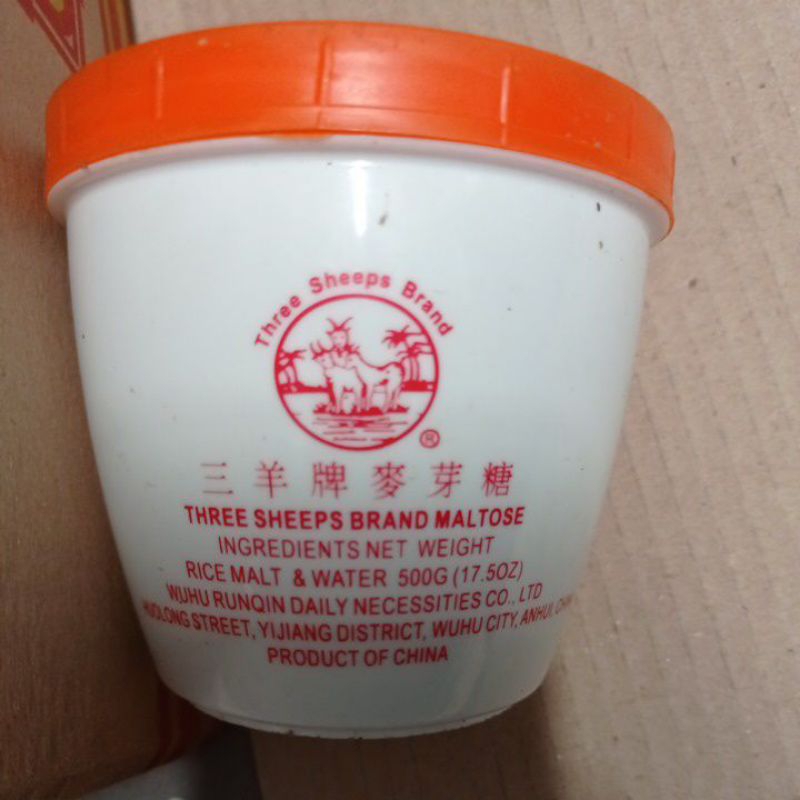 Three Sheeps Brand
®
三羊牌麥芽糖
THREE SHEEPS BRAND MALTOSE
INGREDIENTS NET WEIGHT
RICE MALT & WATER 500G (17.5OZ)
WUHU RUNQIN DAILY NECESSITIES CO., LTD
STREET, YIJIANG DISTRICT, WUHU CITY, ANHUI,
PRODUCT OF CHINA